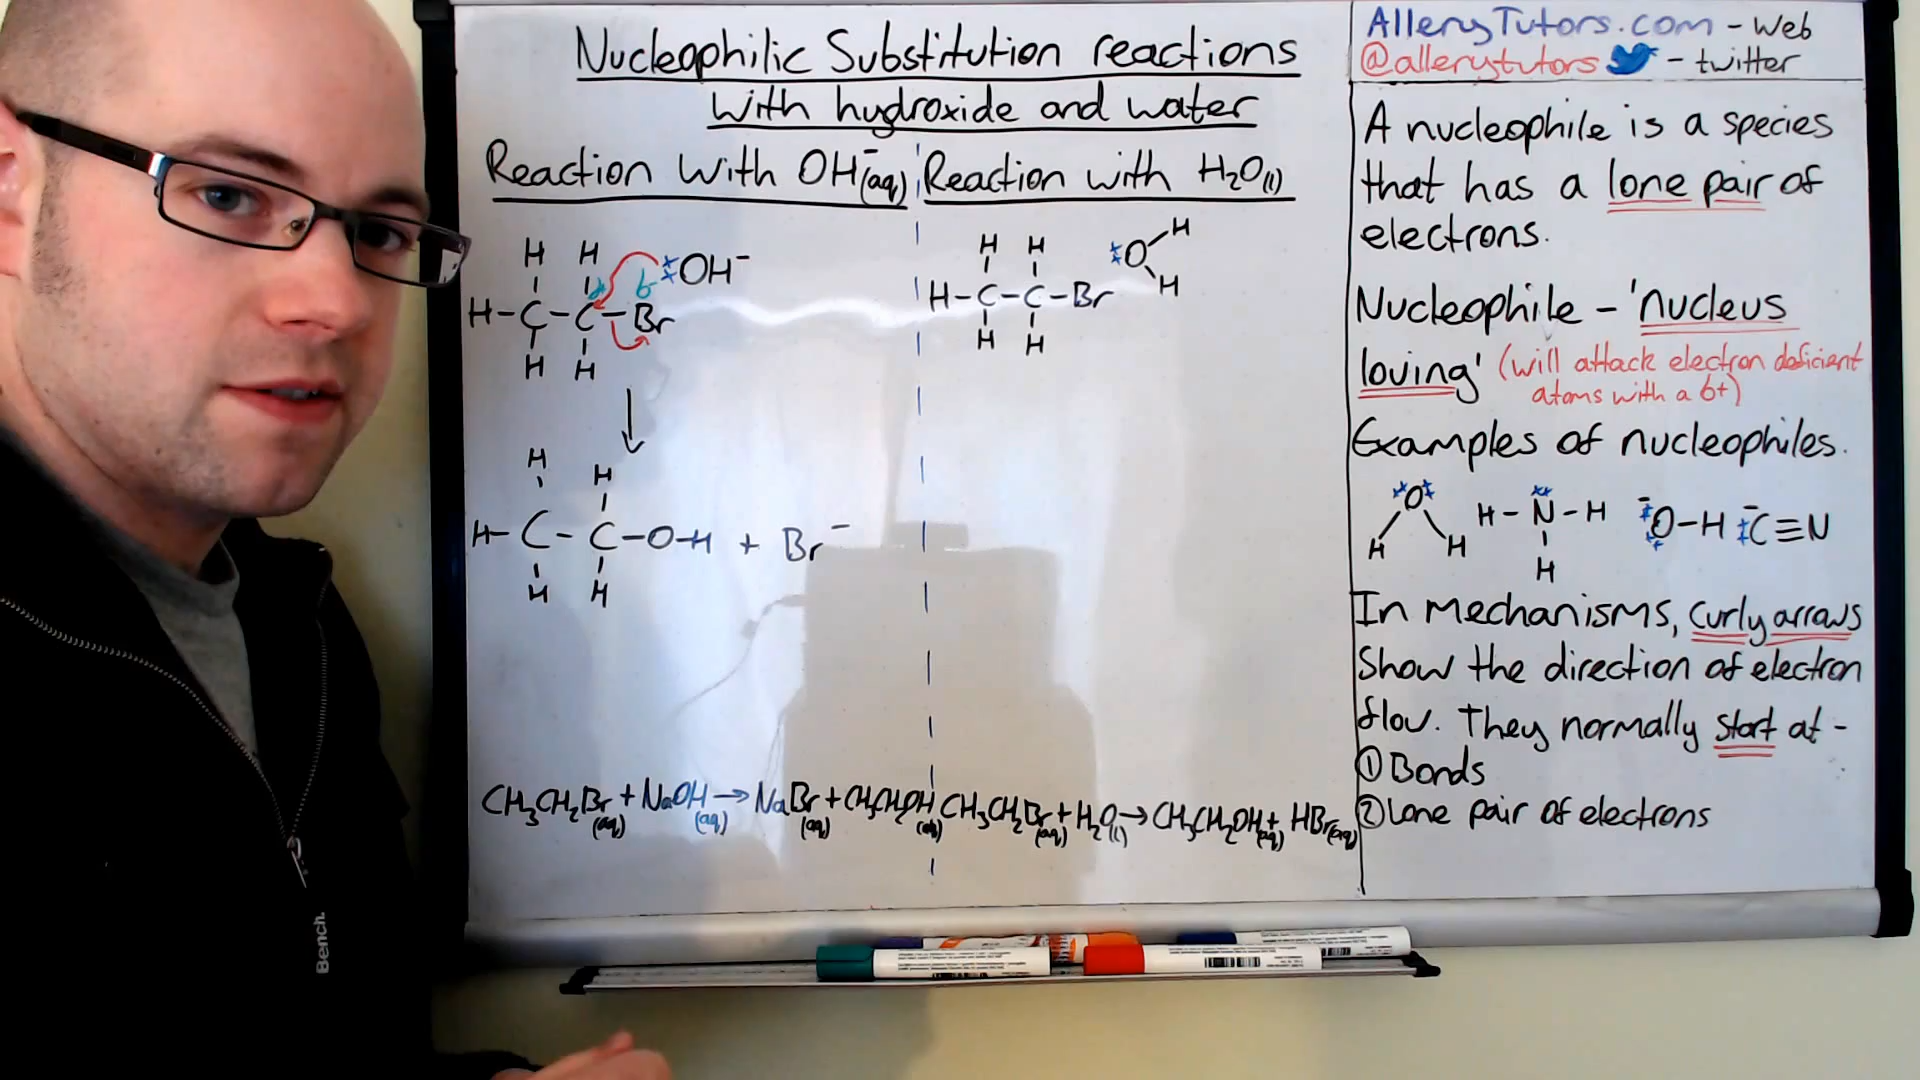 Nucleophilic Substitution reactions
with hydroxide and water
Reaction with OH⁻(aq)
H H
::OH⁻
δ+ δ-
H-C-C-Br
H H
H H
H-C-C-O-H + Br⁻
H H
CH₃CH₂Br(aq) + NaOH(aq) → NaBr(aq) + CH₃CH₂OH(aq)
Reaction with H₂O(l)
H H
O H
H
H-C-C-Br
H H
CH₃CH₂Br(aq) + H₂O(l) → CH₃CH₂OH(aq) + HBr(aq)
AlleryTutors.com - Web
@allerytutors - twitter
A nucleophile is a species
that has a lone pair of
electrons.
Nucleophile - 'nucleus
loving' (will attack electron deficient
atoms with a δ+)
Examples of nucleophiles.
O
H H
H-N-H
H
⁻O-H
⁻C≡N
In mechanisms, curly arrows
Show the direction of electron
flow. They normally start at -
① Bonds
② Lone pair of electrons
Bench.